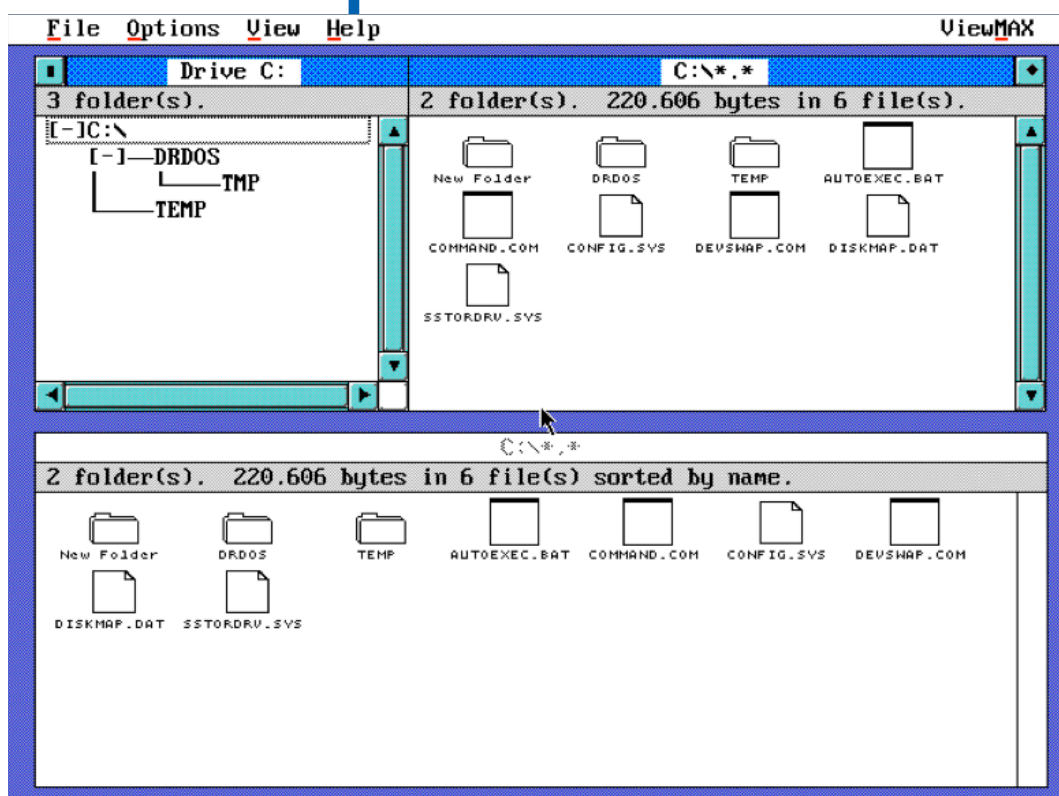 File Options View Help ViewMAX
Drive C: C:\*.*
3 folder(s). 2 folder(s). 220.606 bytes in 6 file(s).
[-]C:\
[-] DRDOS
TMP
TEMP
New Folder DRDOS TEMP AUTOEXEC.BAT
COMMAND.COM CONFIG.SYS DEVSWAP.COM DISKMAP.DAT
SSTORDRV.SYS
C:\*.*
2 folder(s). 220.606 bytes in 6 file(s) sorted by name.
New Folder DRDOS TEMP AUTOEXEC.BAT COMMAND.COM CONFIG.SYS DEVSWAP.COM
DISKMAP.DAT SSTORDRV.SYS